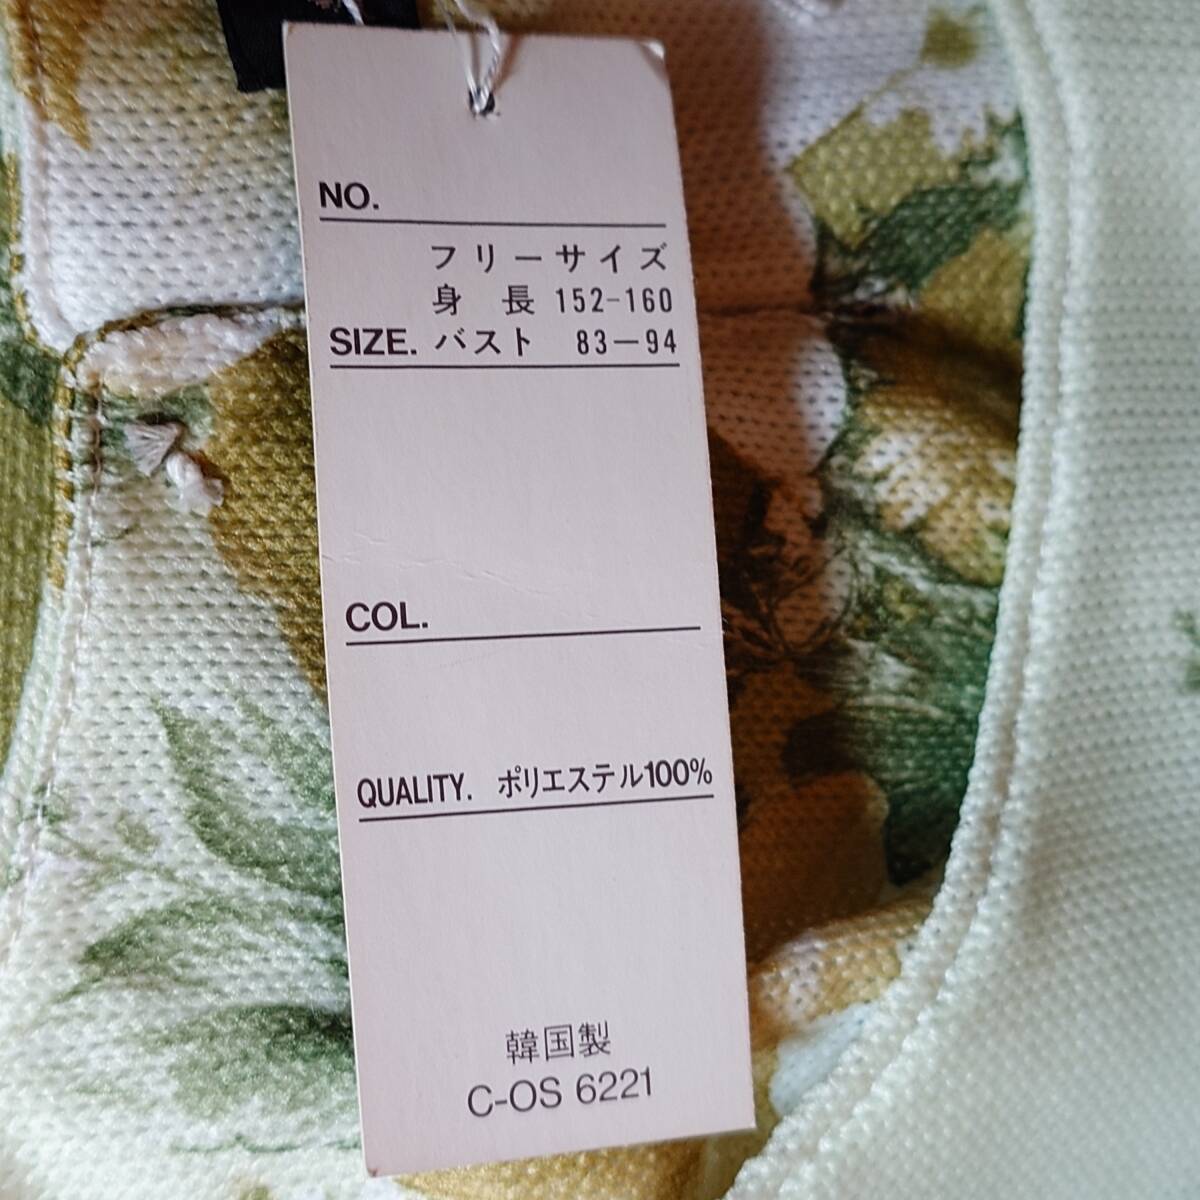 NO.
フリーサイズ
身 長 152-160
SIZE. バスト 83-94
COL.
QUALITY. ポリエステル100%
韓国製
C-OS 6221